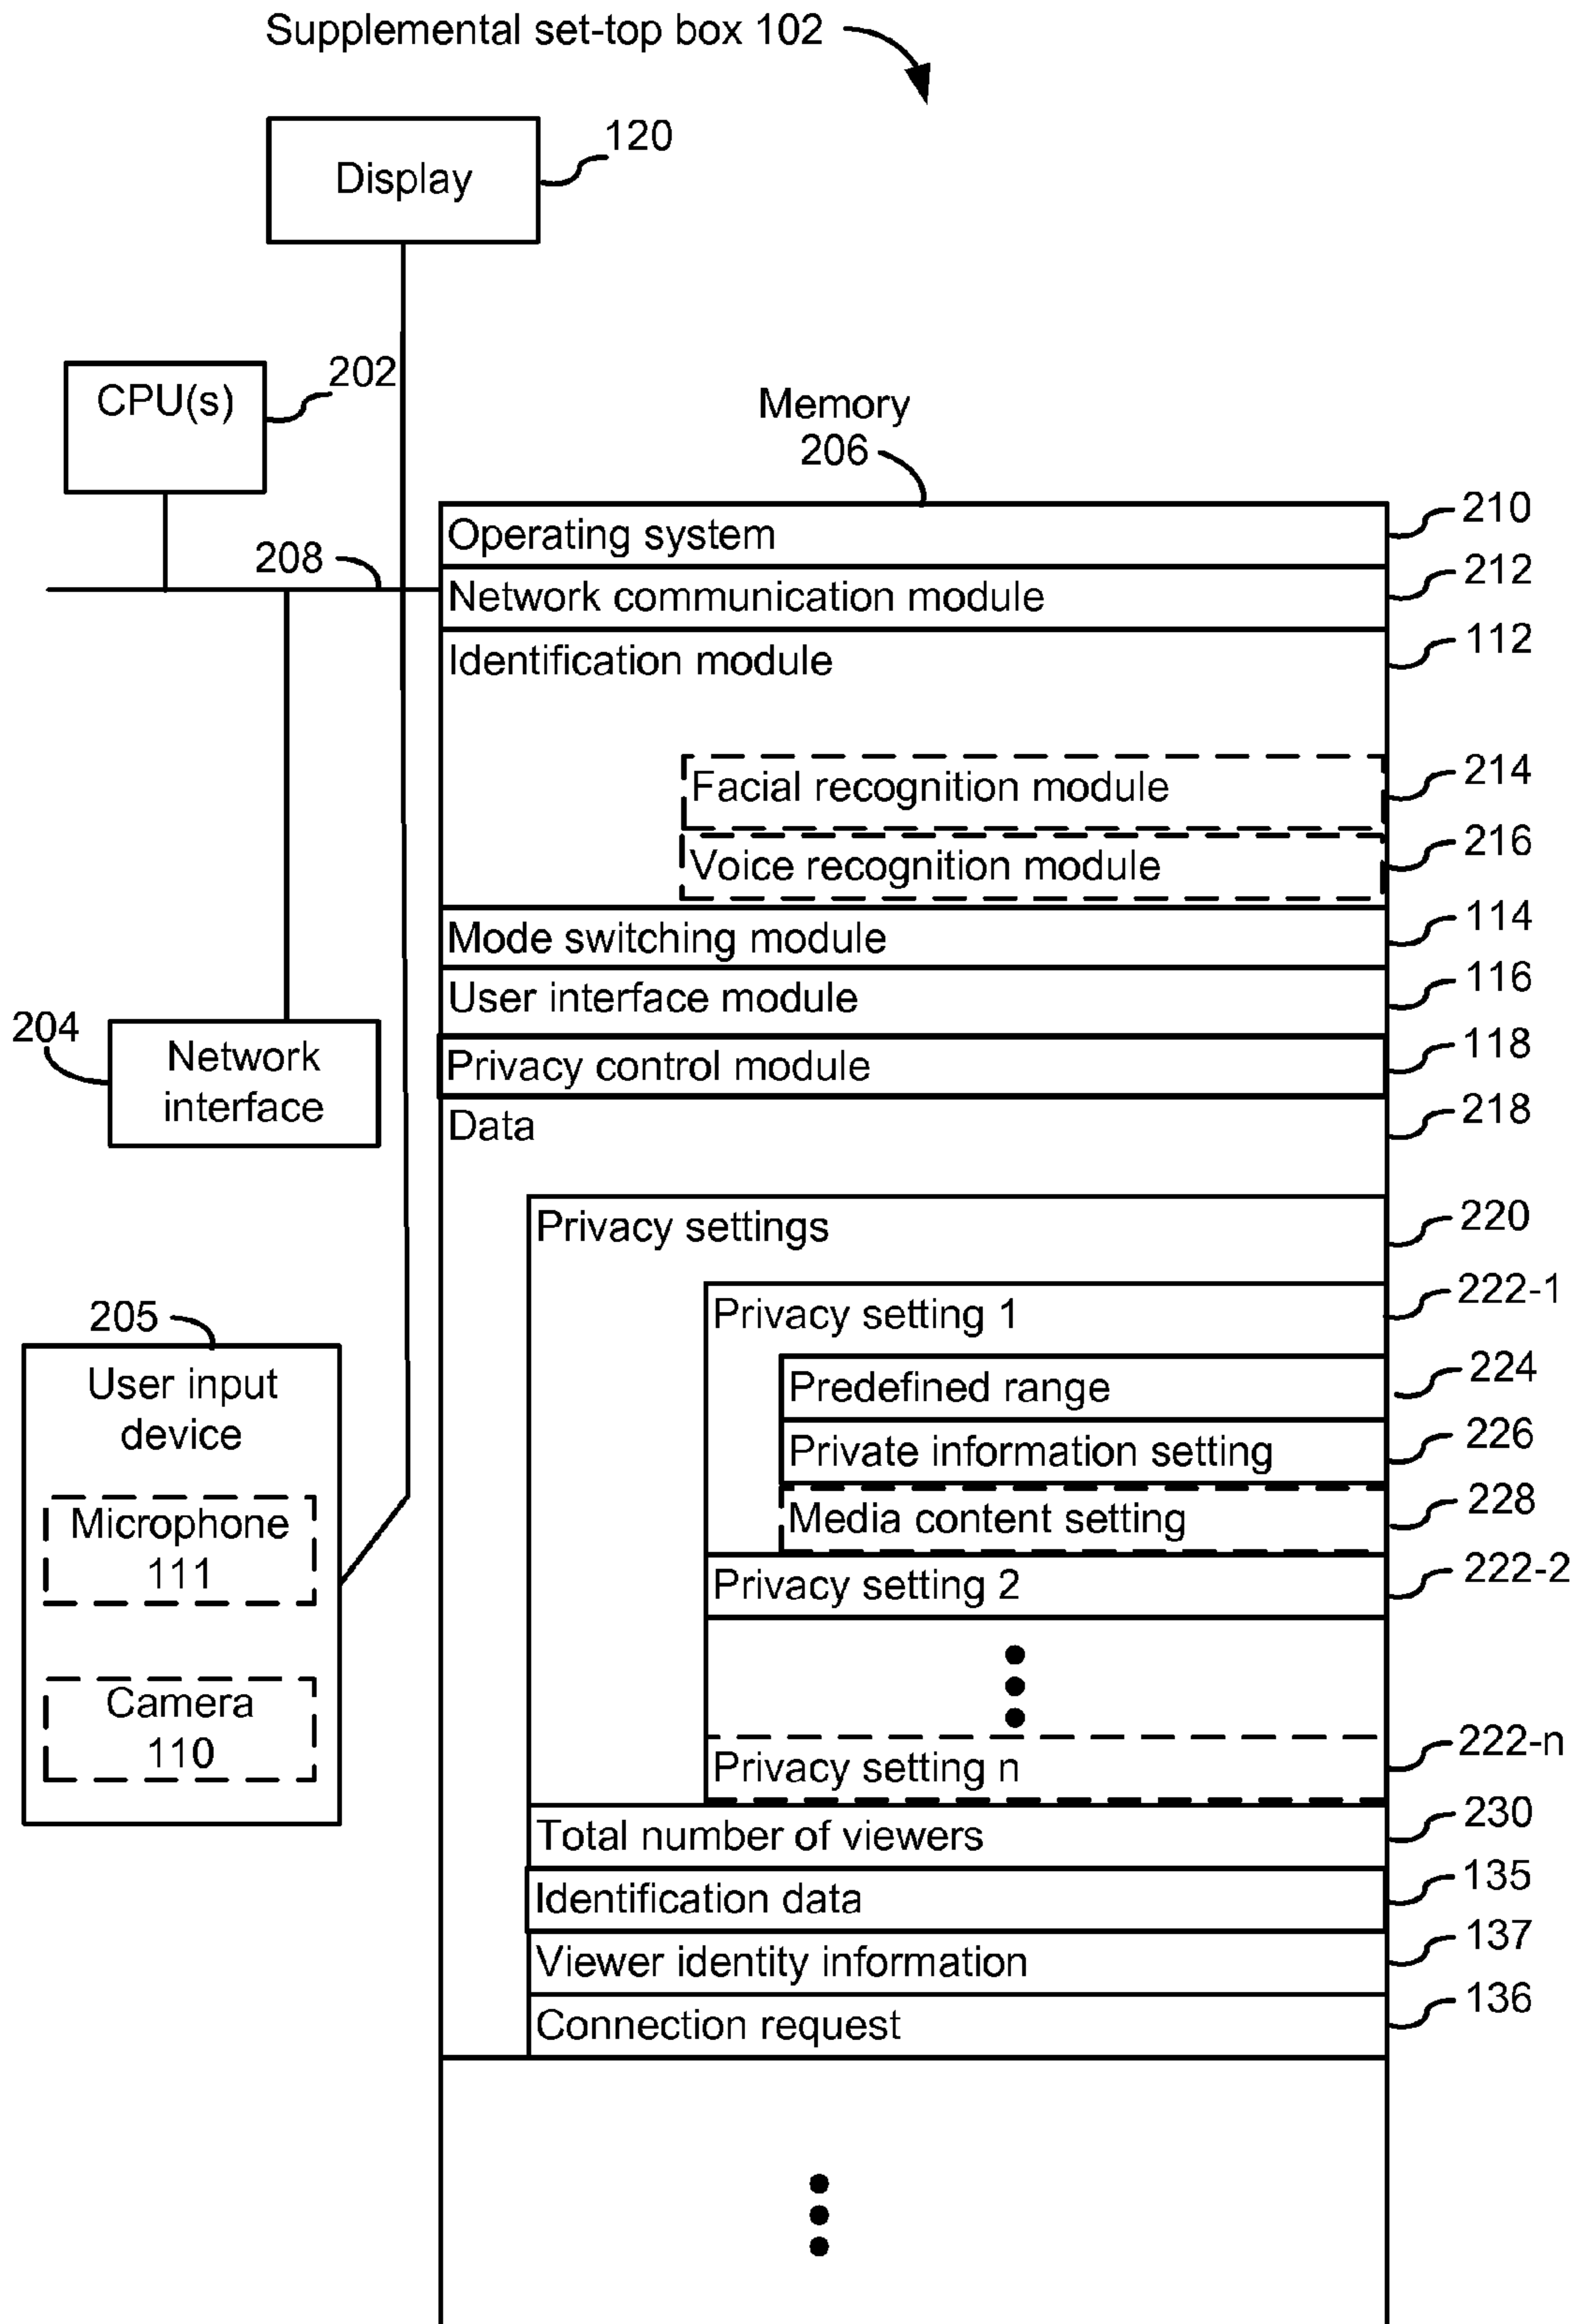 Supplemental set-top box 102
Display
120
CPU(s)
202
Memory
206
208
Operating system
210
Network communication module
212
Identification module
112
Facial recognition module
214
Voice recognition module
216
Mode switching module
114
User interface module
116
204
Network
interface
Privacy control module
118
Data
218
Privacy settings
220
Privacy setting 1
222-1
Predefined range
224
Private information setting
226
Media content setting
228
Privacy setting 2
222-2
Privacy setting n
222-n
205
User input
device
Microphone
111
Camera
110
Total number of viewers
230
Identification data
135
Viewer identity information
137
Connection request
136